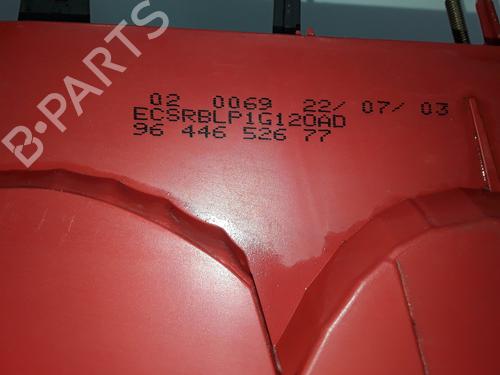 B-PARTS
02 0069 22/ 07/ 03
ECSRBLP1G120AD
96 446 526 77